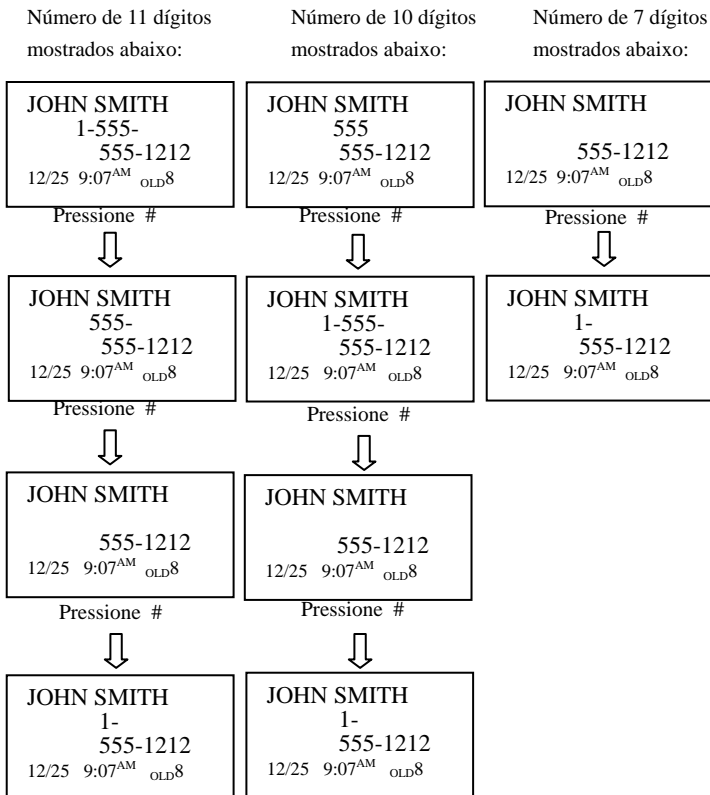 Número de 11 dígitos
mostrados abaixo:
JOHN SMITH
1-555-
555-1212
12/25 9:07AM OLD8
Pressione #
JOHN SMITH
555-
555-1212
12/25 9:07AM OLD8
Pressione #
JOHN SMITH
555-1212
12/25 9:07AM OLD8
Pressione #
JOHN SMITH
1-
555-1212
12/25 9:07AM OLD8
Número de 10 dígitos
mostrados abaixo:
JOHN SMITH
555
555-1212
12/25 9:07AM OLD8
Pressione #
JOHN SMITH
1-555-
555-1212
12/25 9:07AM OLD8
Pressione #
JOHN SMITH
555-1212
12/25 9:07AM OLD8
Pressione #
JOHN SMITH
1-
555-1212
12/25 9:07AM OLD8
Número de 7 dígitos
mostrados abaixo:
JOHN SMITH
555-1212
12/25 9:07AM OLD8
Pressione #
JOHN SMITH
1-
555-1212
12/25 9:07AM OLD8